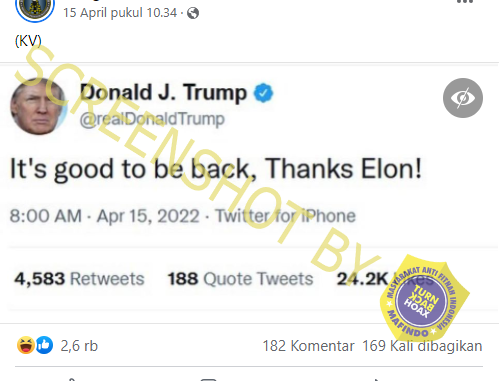 15 April pukul 10.34 ·
(KV)
Donald J. Trump
@realDonaldTrump
It's good to be back, Thanks Elon!
8:00 AM · Apr 15, 2022 · Twitter for iPhone
4,583 Retweets 188 Quote Tweets 24.2K Likes
SCREENSHOT BY
MASYARAKAT ANTI FITNAH INDONESIA
TURN
BACK
HOAX
MAFINDO
2,6 rb
182 Komentar 169 Kali dibagikan